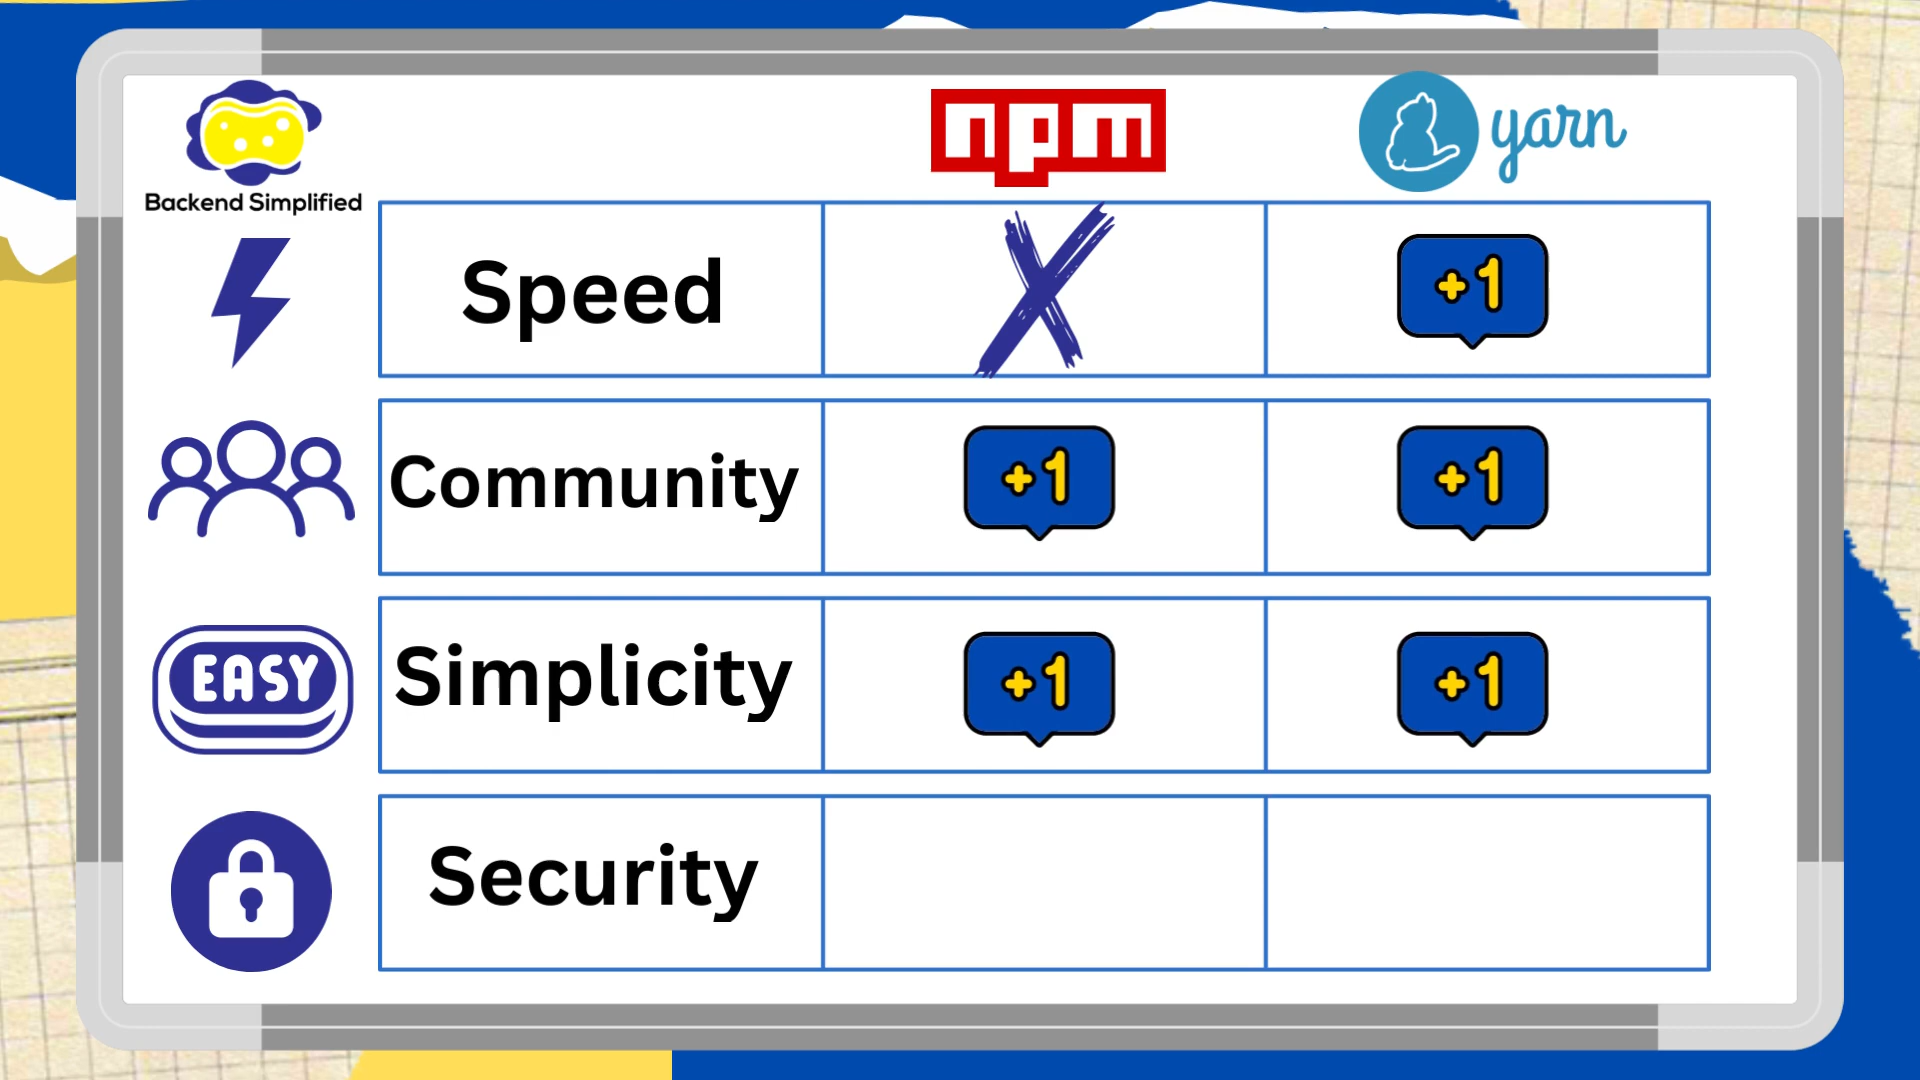 npm
yarn
Backend Simplified
Speed
+1
Community
+1
+1
EASY
Simplicity
+1
+1
Security